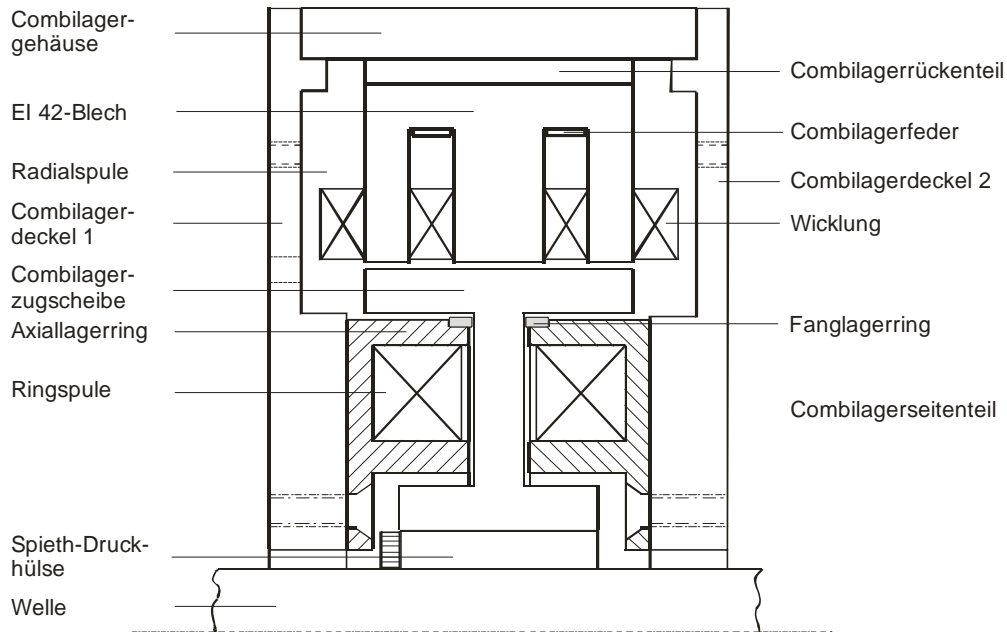 Combilager-
gehäuse
EI 42-Blech
Radialspule
Combilager-
deckel 1
Combilager-
zugscheibe
Axiallagerring
Ringspule
Spieth-Druck-
hülse
Welle
Combilagerrückenteil
Combilagerfeder
Combilagerdeckel 2
Wicklung
Fanglagerring
Combilagerseitenteil